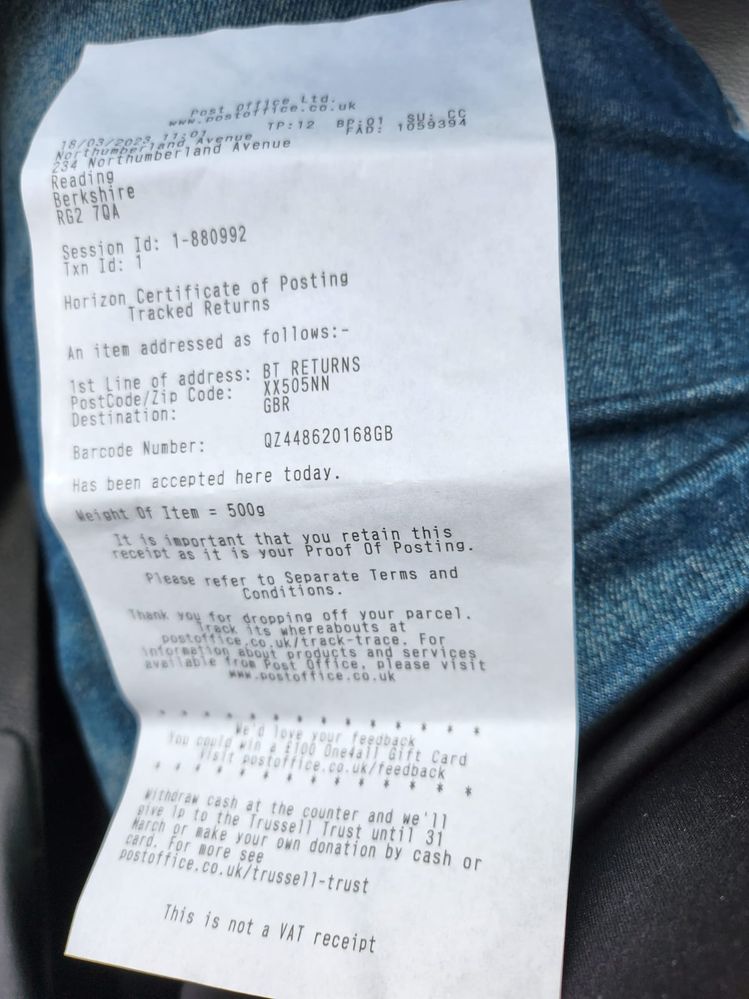 Post Office Ltd.
www.postoffice.co.uk
TP:12 BP:01 SU: CC
18/03/2023 11:01 FAD: 1059394
Northumberland Avenue
234 Northumberland Avenue
Reading
Berkshire
RG2 7QA
Session Id: 1-880992
Txn Id: 1
Horizon Certificate of Posting
Tracked Returns
An item addressed as follows:-
1st Line of address: BT RETURNS
PostCode/Zip Code: XX505NN
Destination: GBR
Barcode Number: QZ448620168GB
Has been accepted here today.
Weight Of Item = 500g
It is important that you retain this
receipt as it is your Proof Of Posting.
Please refer to Separate Terms and
Conditions.
Thank you for dropping off your parcel.
Track its whereabouts at
postoffice.co.uk/track-trace. For
information about products and services
available from Post Office, please visit
www.postoffice.co.uk
* * * * * * * * * * * * *
We'd love your feedback
You could win a £100 One4all Gift Card
Visit postoffice.co.uk/feedback
* * * * * * * * * * * * *
Withdraw cash at the counter and we'll
give 1p to the Trussell Trust until 31
March or make your own donation by cash or
card. For more see
postoffice.co.uk/trussell-trust
This is not a VAT receipt